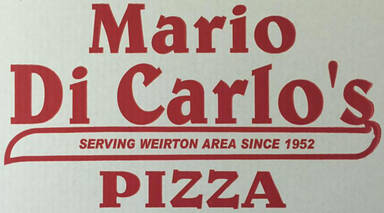 Mario
Di Carlo's
SERVING WEIRTON AREA SINCE 1952
PIZZA